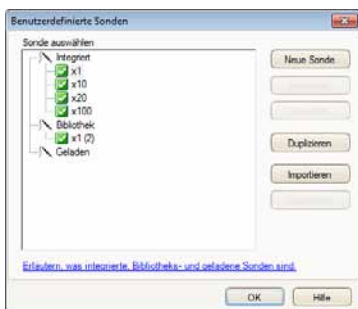 Benutzerdefinierte Sonden
Sonde auswählen
Integriert
x1
x10
x20
x100
Bibliothek
x1 (2)
Geladen
Neue Sonde
Duplizieren
Importieren
Erläutern, was integrierte, Bibliotheks- und geladene Sonden sind.
OK
Hilfe